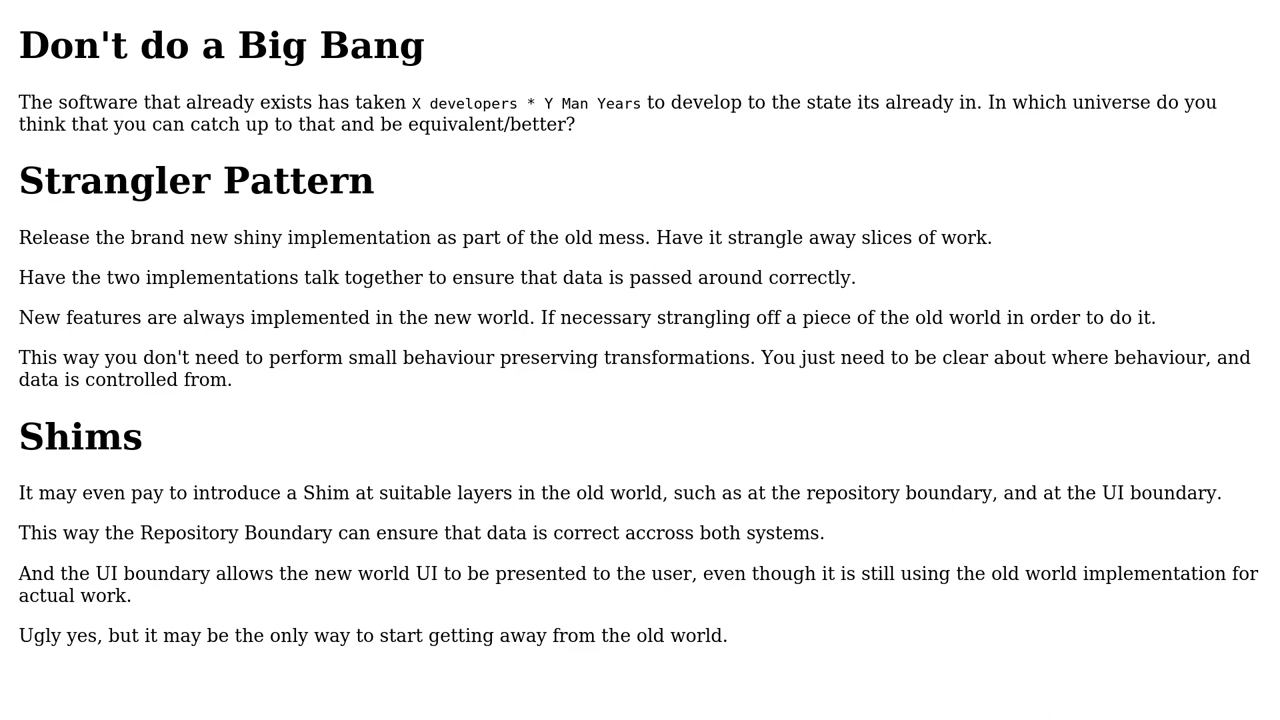 Don't do a Big Bang
The software that already exists has taken X developers * Y Man Years to develop to the state its already in. In which universe do you
think that you can catch up to that and be equivalent/better?
Strangler Pattern
Release the brand new shiny implementation as part of the old mess. Have it strangle away slices of work.
Have the two implementations talk together to ensure that data is passed around correctly.
New features are always implemented in the new world. If necessary strangling off a piece of the old world in order to do it.
This way you don't need to perform small behaviour preserving transformations. You just need to be clear about where behaviour, and
data is controlled from.
Shims
It may even pay to introduce a Shim at suitable layers in the old world, such as at the repository boundary, and at the UI boundary.
This way the Repository Boundary can ensure that data is correct accross both systems.
And the UI boundary allows the new world UI to be presented to the user, even though it is still using the old world implementation for
actual work.
Ugly yes, but it may be the only way to start getting away from the old world.